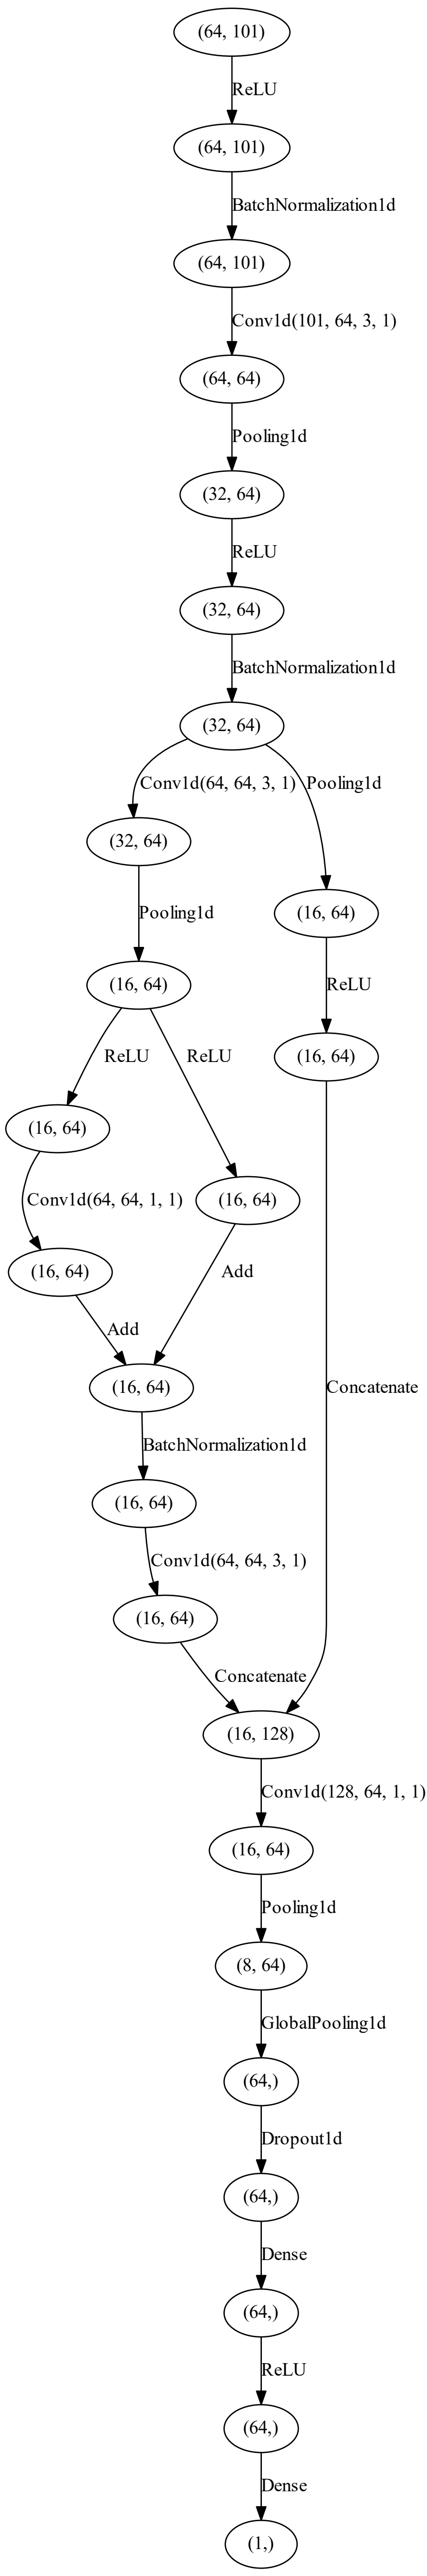 (64, 101)
ReLU
(64, 101)
BatchNormalization1d
(64, 101)
Conv1d(101, 64, 3, 1)
(64, 64)
Pooling1d
(32, 64)
ReLU
(32, 64)
BatchNormalization1d
(32, 64)
Conv1d(64, 64, 3, 1)
Pooling1d
(32, 64)
(16, 64)
Pooling1d
(16, 64)
ReLU
(16, 64)
ReLU
ReLU
(16, 64)
(16, 64)
Conv1d(64, 64, 1, 1)
(16, 64)
Add
Add
(16, 64)
Concatenate
BatchNormalization1d
(16, 64)
Conv1d(64, 64, 3, 1)
(16, 64)
Concatenate
(16, 128)
Conv1d(128, 64, 1, 1)
(16, 64)
Pooling1d
(8, 64)
GlobalPooling1d
(64,)
Dropout1d
(64,)
Dense
(64,)
ReLU
(64,)
Dense
(1,)